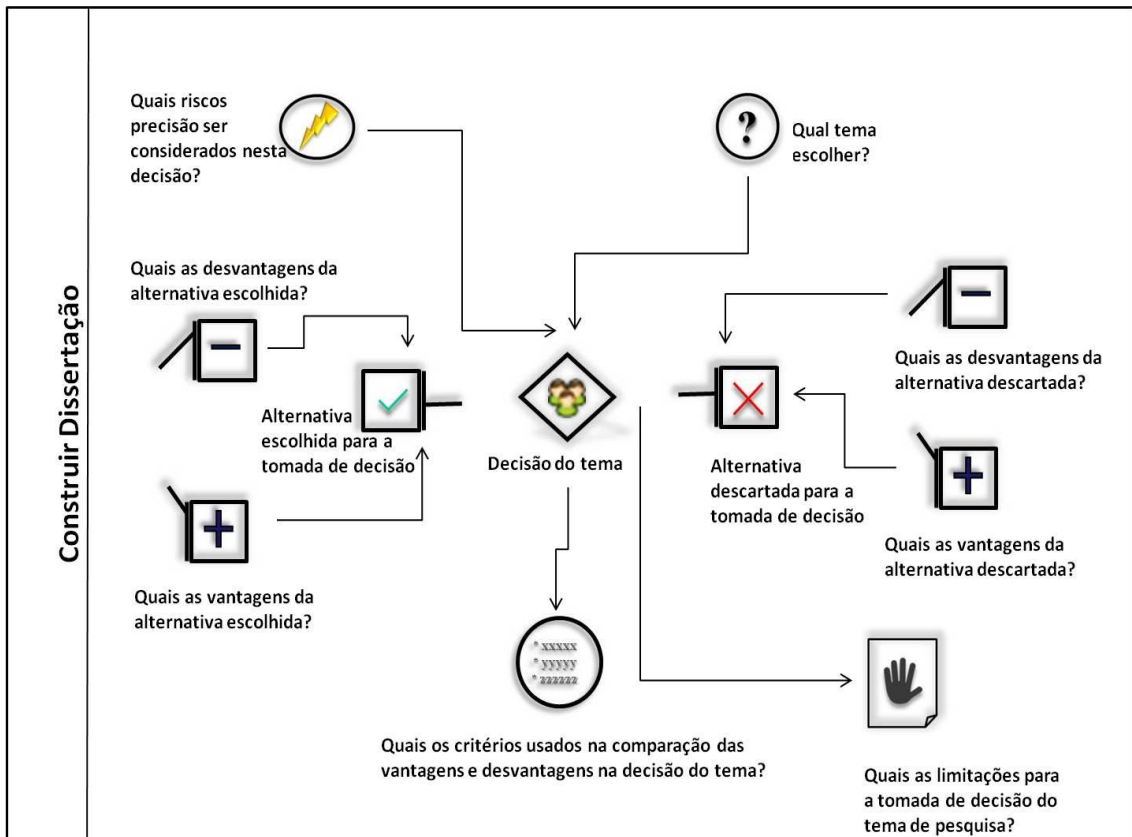 Construir Dissertação
Quais riscos
precisão ser
considerados nesta
decisão?
?
Qual tema
escolher?
Quais as desvantagens da
alternativa escolhida?
Alternativa
escolhida para a
tomada de decisão
Decisão do tema
Alternativa
descartada para a
tomada de decisão
Quais as desvantagens da
alternativa descartada?
Quais as vantagens da
alternativa escolhida?
Quais as vantagens da
alternativa descartada?
* xxxxx
* yyyyy
* zzzzzz
Quais os critérios usados na comparação das
vantagens e desvantagens na decisão do tema?
Quais as limitações para
a tomada de decisão do
tema de pesquisa?